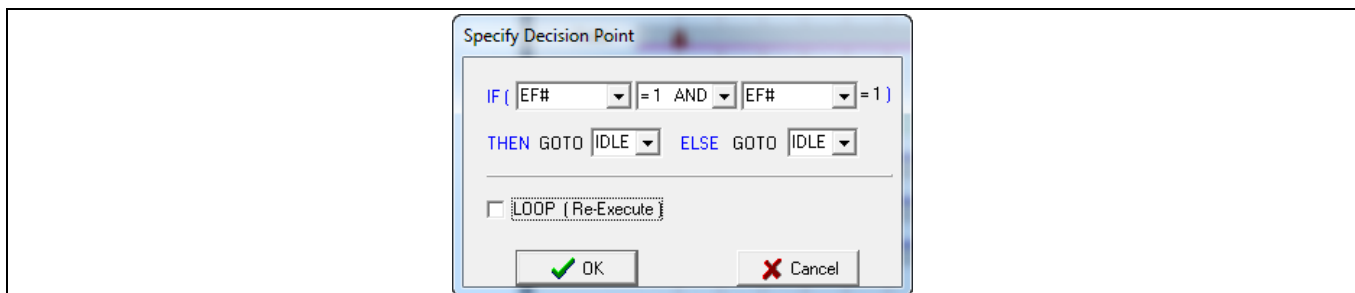 Specify Decision Point
IF ( EF# = 1 AND EF# = 1 )
THEN GOTO IDLE ELSE GOTO IDLE
LOOP ( Re-Execute )
OK Cancel